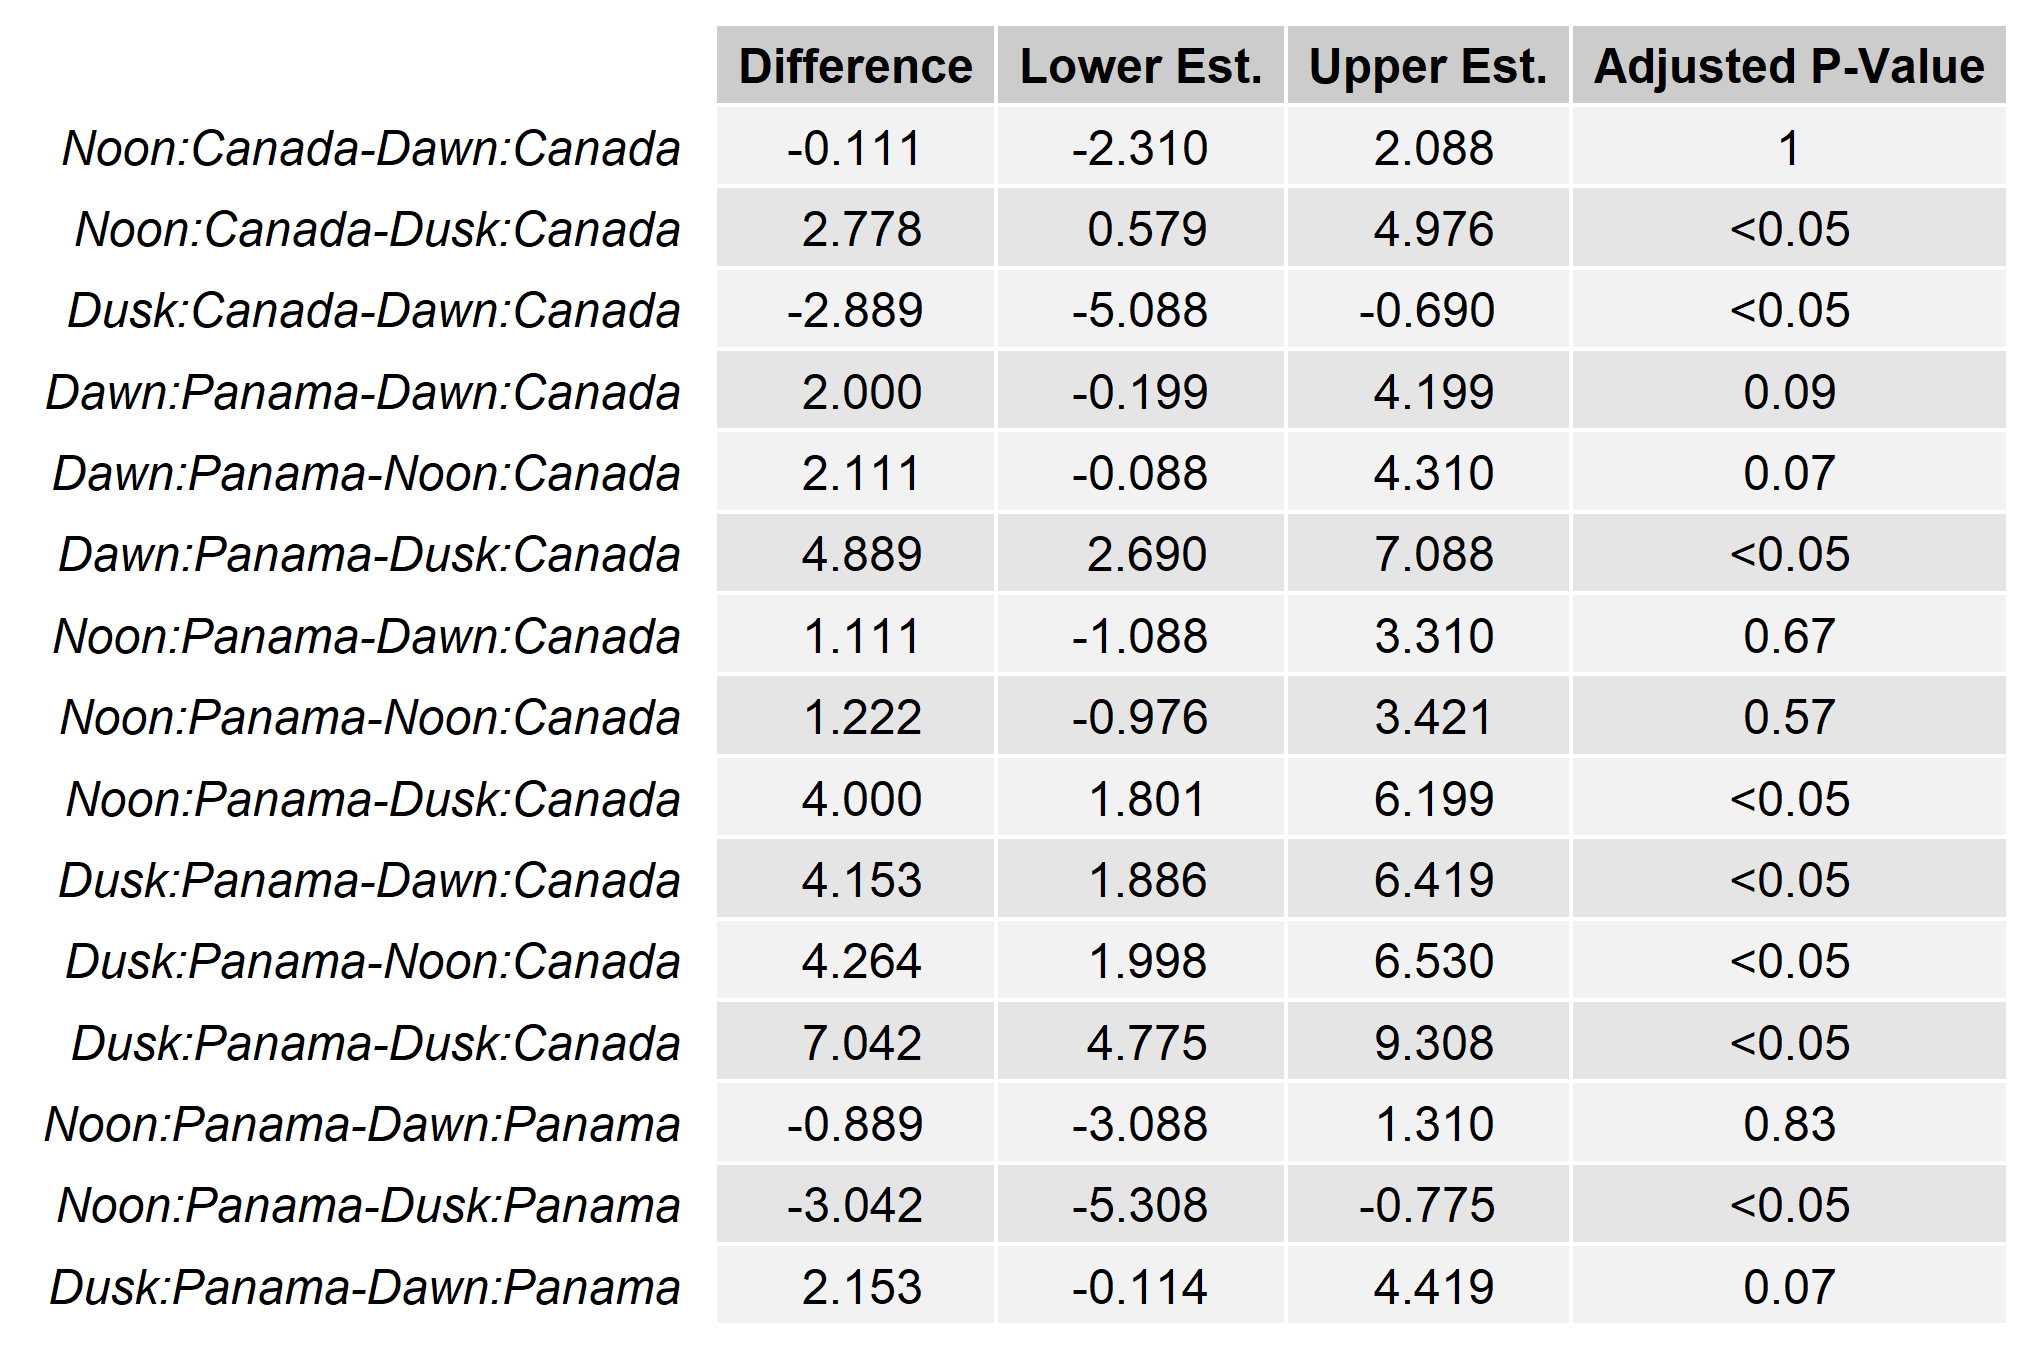 Difference Lower Est. Upper Est. Adjusted P-Value
Noon:Canada-Dawn:Canada -0.111 -2.310 2.088 1
Noon:Canada-Dusk:Canada 2.778 0.579 4.976 <0.05
Dusk:Canada-Dawn:Canada -2.889 -5.088 -0.690 <0.05
Dawn:Panama-Dawn:Canada 2.000 -0.199 4.199 0.09
Dawn:Panama-Noon:Canada 2.111 -0.088 4.310 0.07
Dawn:Panama-Dusk:Canada 4.889 2.690 7.088 <0.05
Noon:Panama-Dawn:Canada 1.111 -1.088 3.310 0.67
Noon:Panama-Noon:Canada 1.222 -0.976 3.421 0.57
Noon:Panama-Dusk:Canada 4.000 1.801 6.199 <0.05
Dusk:Panama-Dawn:Canada 4.153 1.886 6.419 <0.05
Dusk:Panama-Noon:Canada 4.264 1.998 6.530 <0.05
Dusk:Panama-Dusk:Canada 7.042 4.775 9.308 <0.05
Noon:Panama-Dawn:Panama -0.889 -3.088 1.310 0.83
Noon:Panama-Dusk:Panama -3.042 -5.308 -0.775 <0.05
Dusk:Panama-Dawn:Panama 2.153 -0.114 4.419 0.07